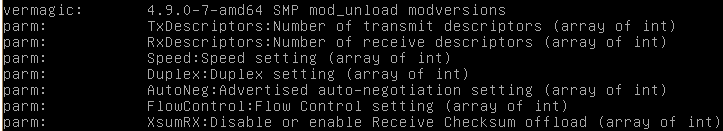 vermagic:       4.9.0-7-amd64 SMP mod_unload modversions
parm:           TxDescriptors:Number of transmit descriptors (array of int)
parm:           RxDescriptors:Number of receive descriptors (array of int)
parm:           Speed:Speed setting (array of int)
parm:           Duplex:Duplex setting (array of int)
parm:           AutoNeg:Advertised auto-negotiation setting (array of int)
parm:           FlowControl:Flow Control setting (array of int)
parm:           XsumRX:Disable or enable Receive Checksum offload (array of int)